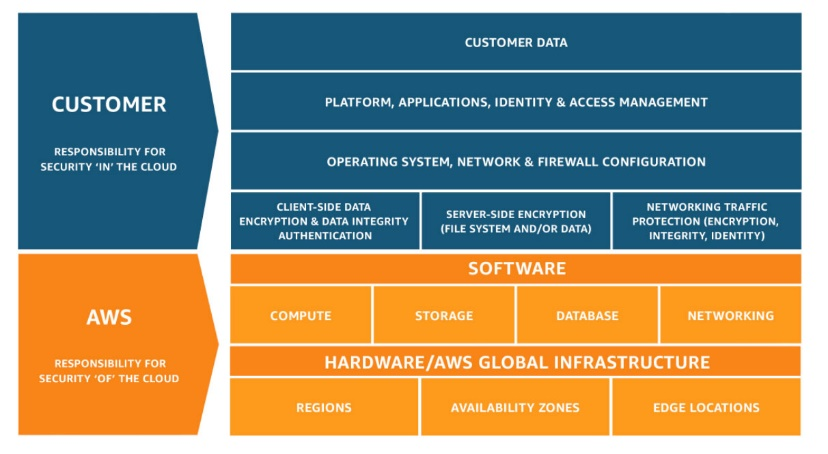 CUSTOMER
RESPONSIBILITY FOR
SECURITY ‘IN’ THE CLOUD
CUSTOMER DATA
PLATFORM, APPLICATIONS, IDENTITY & ACCESS MANAGEMENT
OPERATING SYSTEM, NETWORK & FIREWALL CONFIGURATION
CLIENT-SIDE DATA
ENCRYPTION & DATA INTEGRITY
AUTHENTICATION
SERVER-SIDE ENCRYPTION
(FILE SYSTEM AND/OR DATA)
NETWORKING TRAFFIC
PROTECTION (ENCRYPTION,
INTEGRITY, IDENTITY)
AWS
RESPONSIBILITY FOR
SECURITY ‘OF’ THE CLOUD
SOFTWARE
COMPUTE
STORAGE
DATABASE
NETWORKING
HARDWARE/AWS GLOBAL INFRASTRUCTURE
REGIONS
AVAILABILITY ZONES
EDGE LOCATIONS